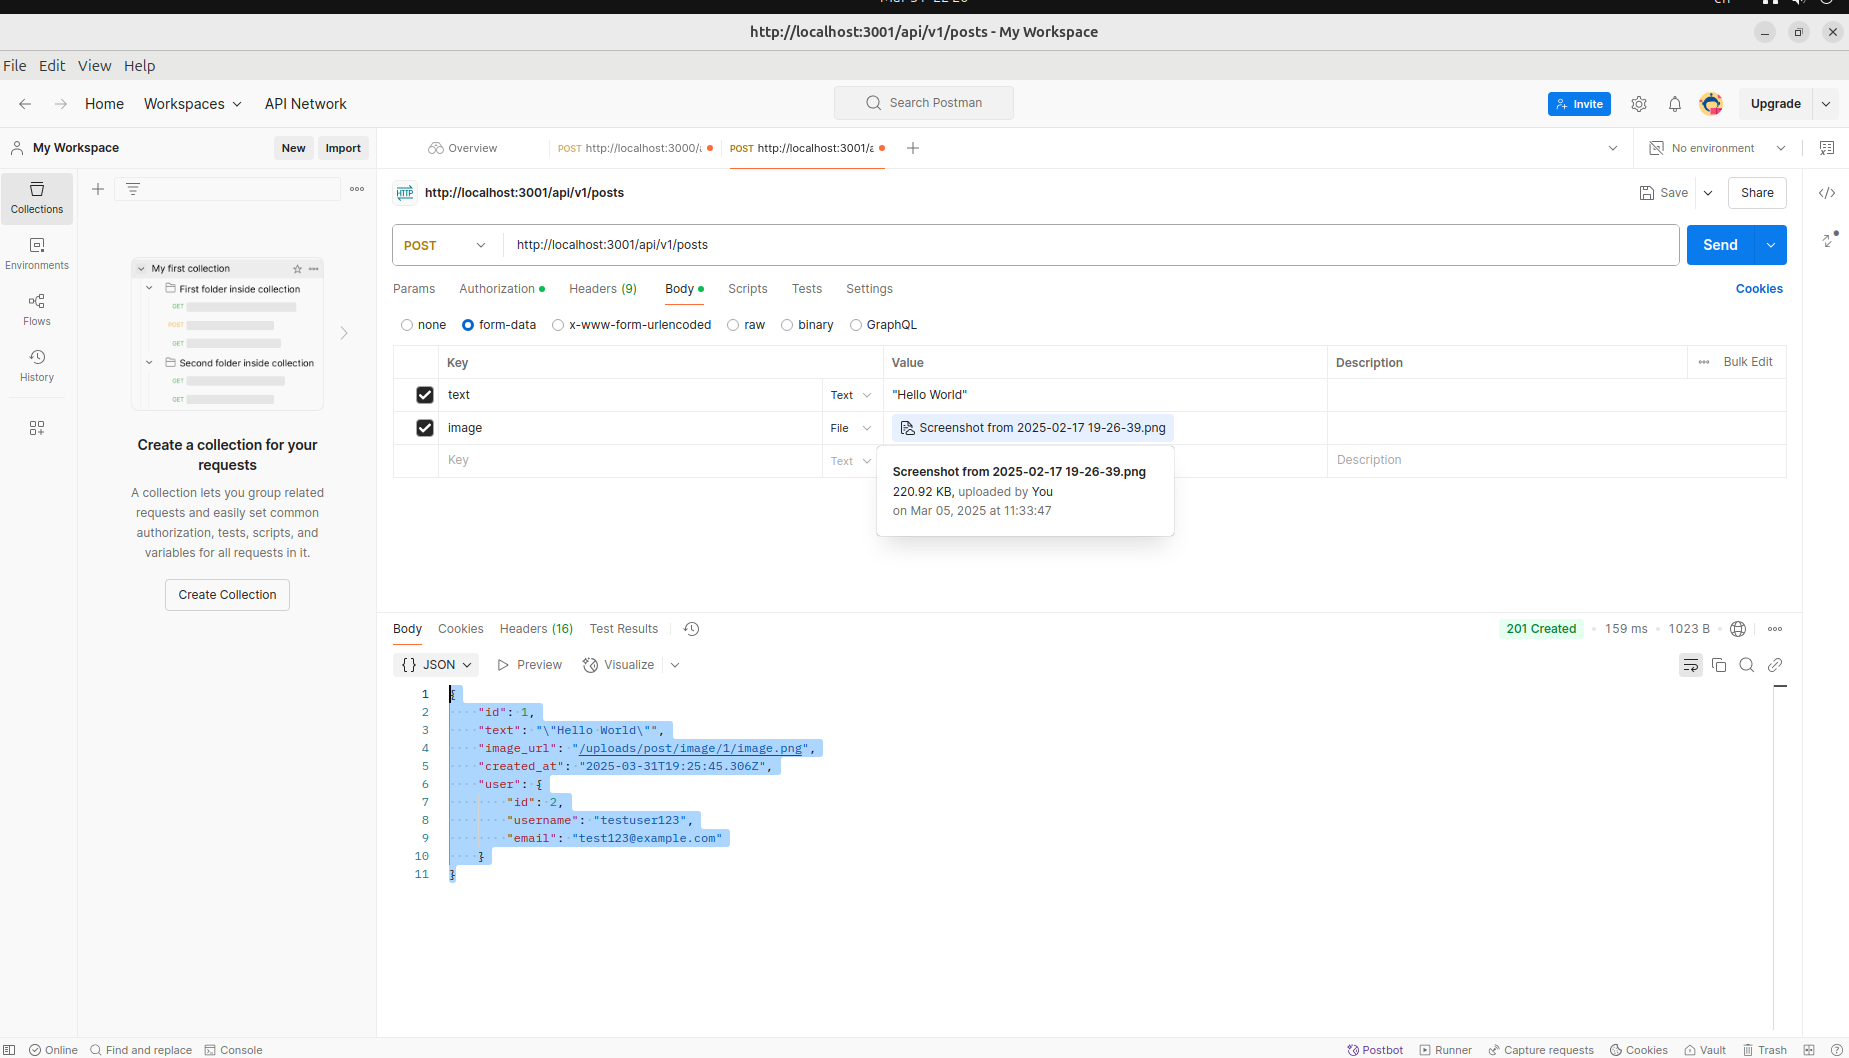 http://localhost:3001/api/v1/posts - My Workspace
File Edit View Help
Home Workspaces API Network
Search Postman
Invite
Upgrade
My Workspace
New Import
Overview
POST http://localhost:3000/
POST http://localhost:3001/a
No environment
Collections
Environments
Flows
History
My first collection
First folder inside collection
GET
POST
GET
Second folder inside collection
GET
GET
Create a collection for your
requests
A collection lets you group related
requests and easily set common
authorization, tests, scripts, and
variables for all requests in it.
Create Collection
HTTP http://localhost:3001/api/v1/posts
Save Share
POST http://localhost:3001/api/v1/posts Send
Params Authorization Headers (9) Body Scripts Tests Settings Cookies
none form-data x-www-form-urlencoded raw binary GraphQL
Key Value Description Bulk Edit
text Text "Hello World"
image File Screenshot from 2025-02-17 19-26-39.png
Key Text Description
Screenshot from 2025-02-17 19-26-39.png
220.92 KB, uploaded by You
on Mar 05, 2025 at 11:33:47
Body Cookies Headers (16) Test Results 201 Created 159 ms 1023 B
{} JSON Preview Visualize
1 {
2 "id": 1,
3 "text": "\"Hello World\"",
4 "image_url": "/uploads/post/image/1/image.png",
5 "created_at": "2025-03-31T19:25:45.306Z",
6 "user": {
7 "id": 2,
8 "username": "testuser123",
9 "email": "test123@example.com"
10 }
11 }
Online Find and replace Console Postbot Runner Capture requests Cookies Vault Trash